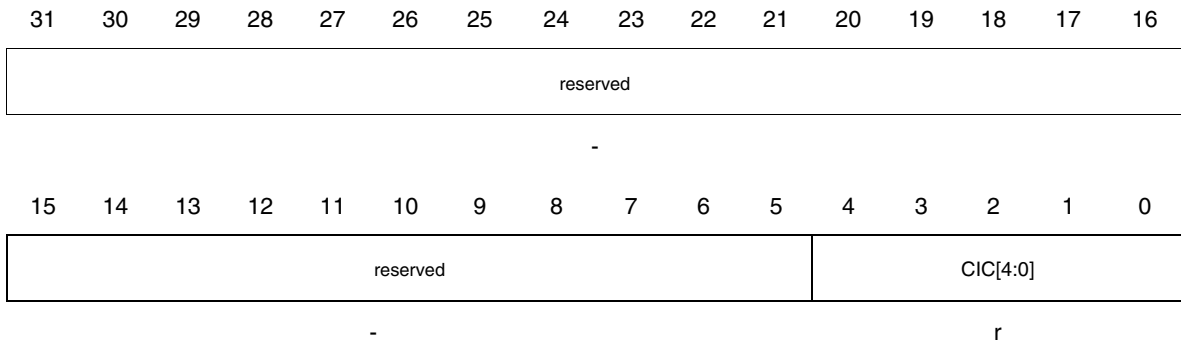 31 30 29 28 27 26 25 24 23 22 21 20 19 18 17 16
reserved
-
15 14 13 12 11 10 9 8 7 6 5 4 3 2 1 0
reserved CIC[4:0]
- r